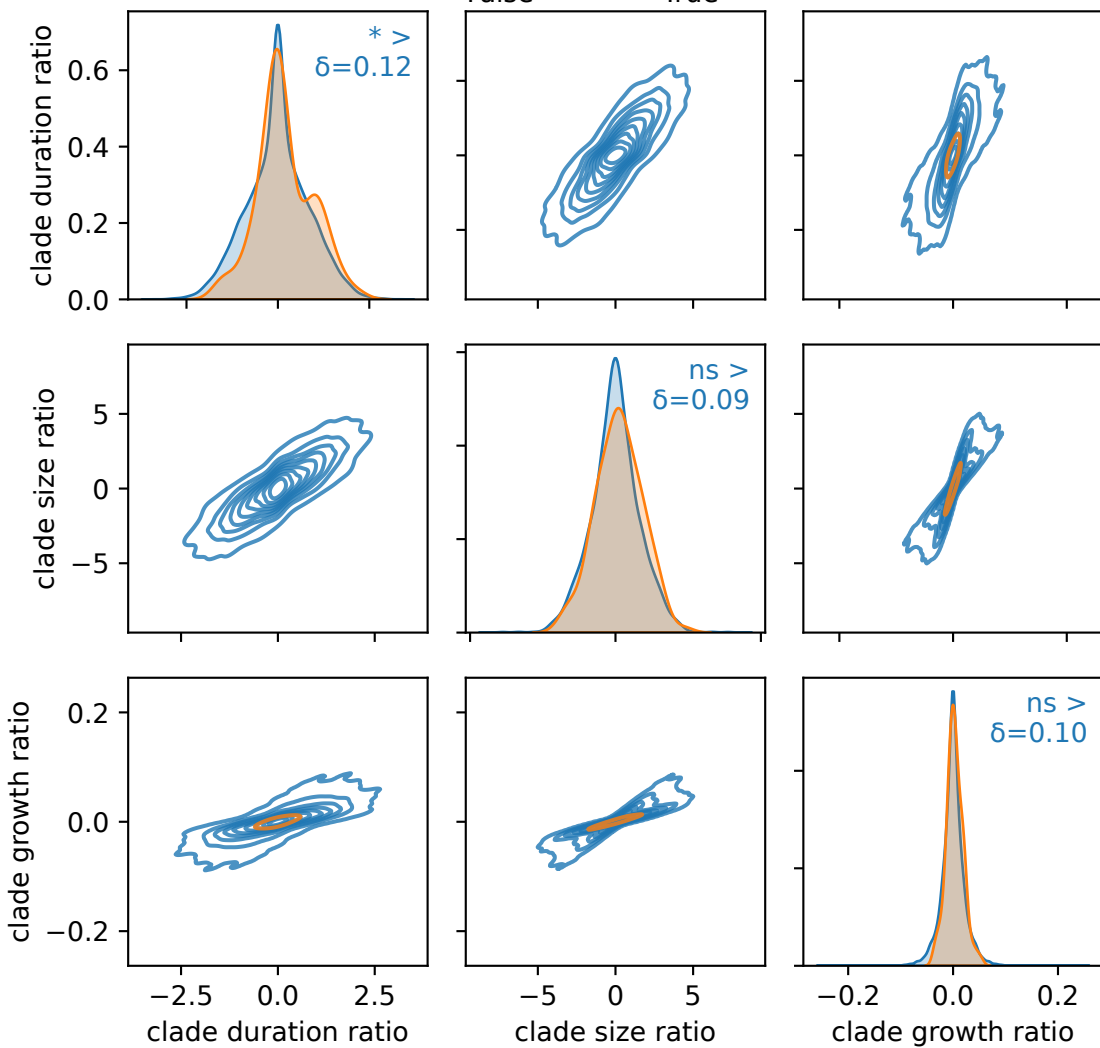 clade duration ratio
0.6
0.4
0.2
0.0
* >
δ=0.12
clade size ratio
5
0
−5
ns >
δ=0.09
clade growth ratio
0.2
0.0
−0.2
ns >
δ=0.10
−2.5 0.0 2.5
−5 0 5
−0.2 0.0 0.2
clade duration ratio
clade size ratio
clade growth ratio